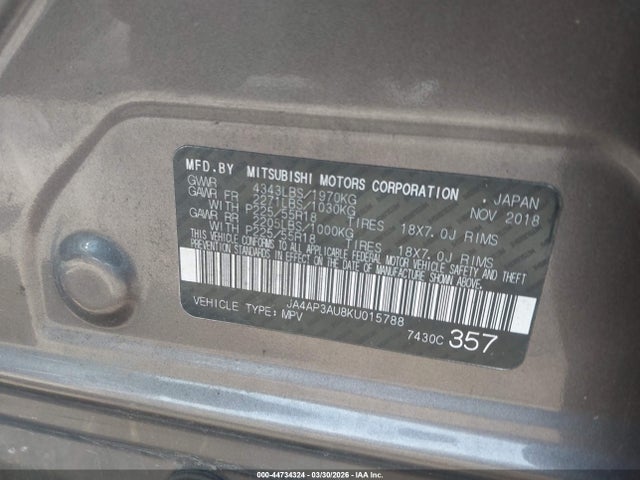 MFD.BY MITSUBISHI MOTORS CORPORATION , JAPAN
GVWR 4343LBS/1970KG NOV 2018
GAWR FR 2271LBS/1030KG
WITH P225/55R18 TIRES 18X7.0J RIMS
GAWR RR 2205LBS/1000KG
WITH P225/55R18 TIRES 18X7.0J RIMS
THIS VEHICLE CONFORMS TO ALL APPLICABLE FEDERAL MOTOR VEHICLE SAFETY AND THEFT
PREVENTION STANDARDS IN EFFECT ON THE DATE OF MANUFACTURE SHOWN ABOVE.
JA4AP3AU8KU015788
VEHICLE TYPE: MPV
7430C 357
000-44734324 | 03/30/2026 | IAA Inc.